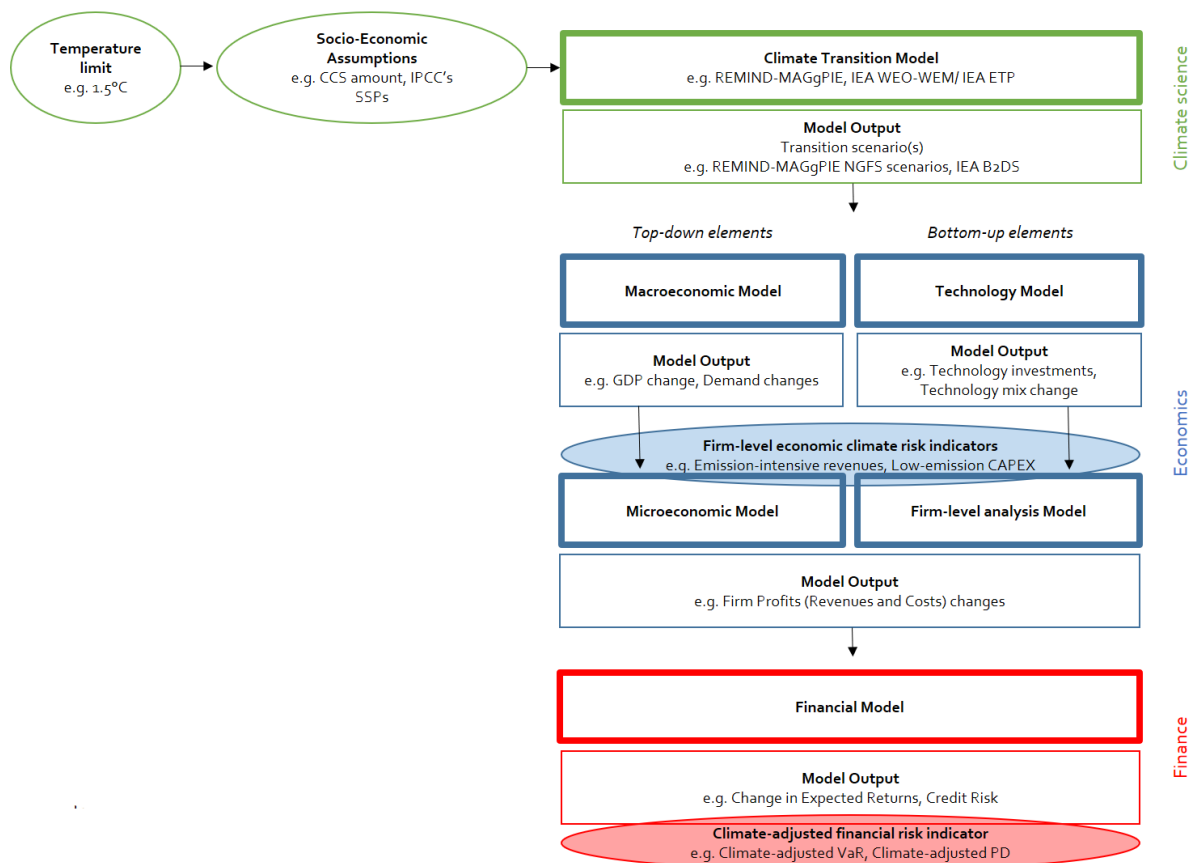 Temperature
limit
e.g. 1.5°C
Socio-Economic
Assumptions
e.g. CCS amount, IPCC's
SSPs
Climate Transition Model
e.g. REMIND-MAGgPIE, IEA WEO-WEM/ IEA ETP
Model Output
Transition scenario(s)
e.g. REMIND-MAGgPIE NGFS scenarios, IEA B2DS
Climate science
Top-down elements
Bottom-up elements
Macroeconomic Model
Technology Model
Model Output
e.g. GDP change, Demand changes
Model Output
e.g. Technology investments,
Technology mix change
Firm-level economic climate risk indicators
e.g. Emission-intensive revenues, Low-emission CAPEX
Economics
Microeconomic Model
Firm-level analysis Model
Model Output
e.g. Firm Profits (Revenues and Costs) changes
Financial Model
Finance
Model Output
e.g. Change in Expected Returns, Credit Risk
Climate-adjusted financial risk indicator
e.g. Climate-adjusted VaR, Climate-adjusted PD